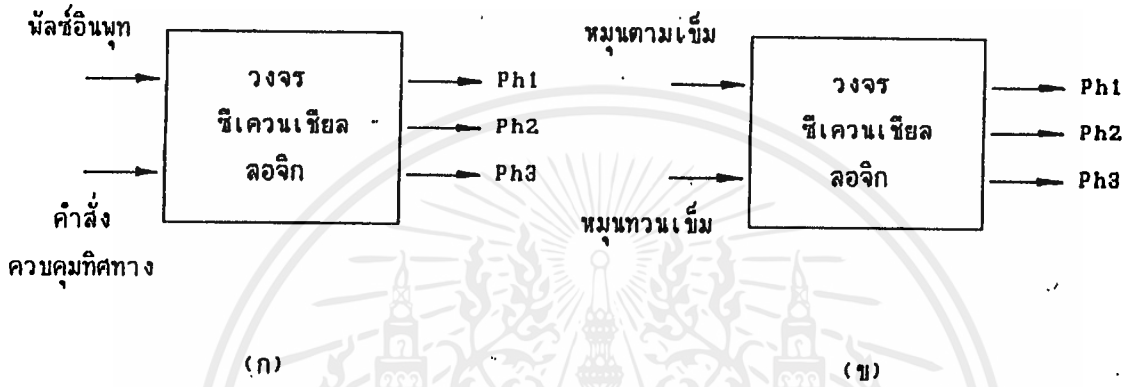 พัลซ์อินพุท
วงจร
ซีเควนเชียล
ลอจิก
คำสั่ง
ควบคุมทิศทาง
Ph1
Ph2
Ph3
(ก)
หมุนตามเข็ม
วงจร
ซีเควนเชียล
ลอจิก
หมุนทวนเข็ม
Ph1
Ph2
Ph3
(ข)